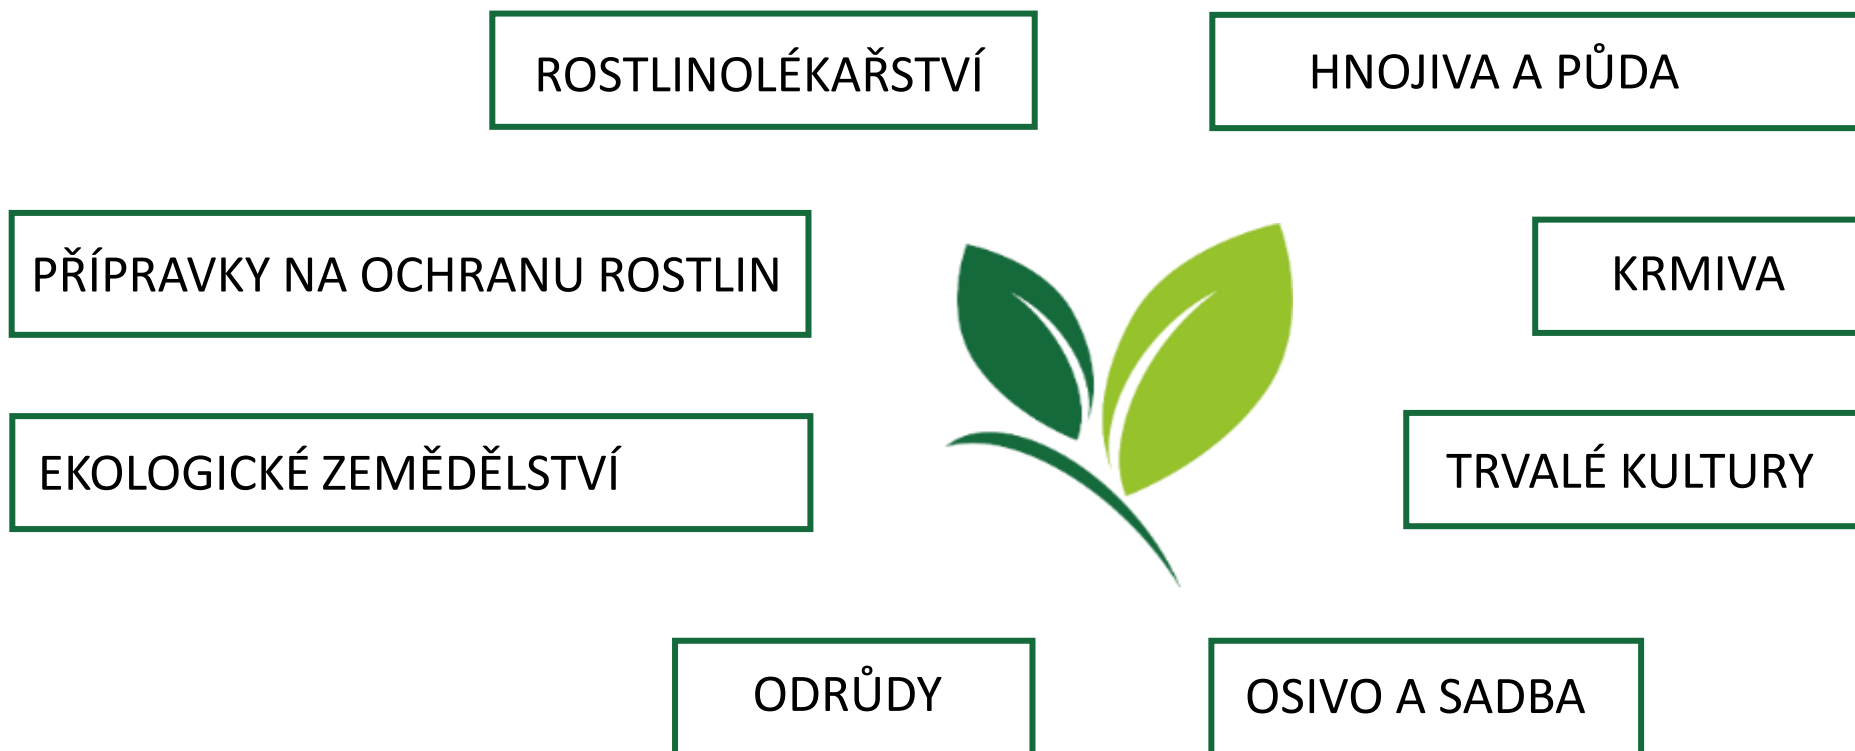 ROSTLINOLÉKAŘSTVÍ
HNOJIVA A PŮDA
PŘÍPRAVKY NA OCHRANU ROSTLIN
KRMIVA
EKOLOGICKÉ ZEMĚDĚLSTVÍ
TRVALÉ KULTURY
ODRŮDY
OSIVO A SADBA